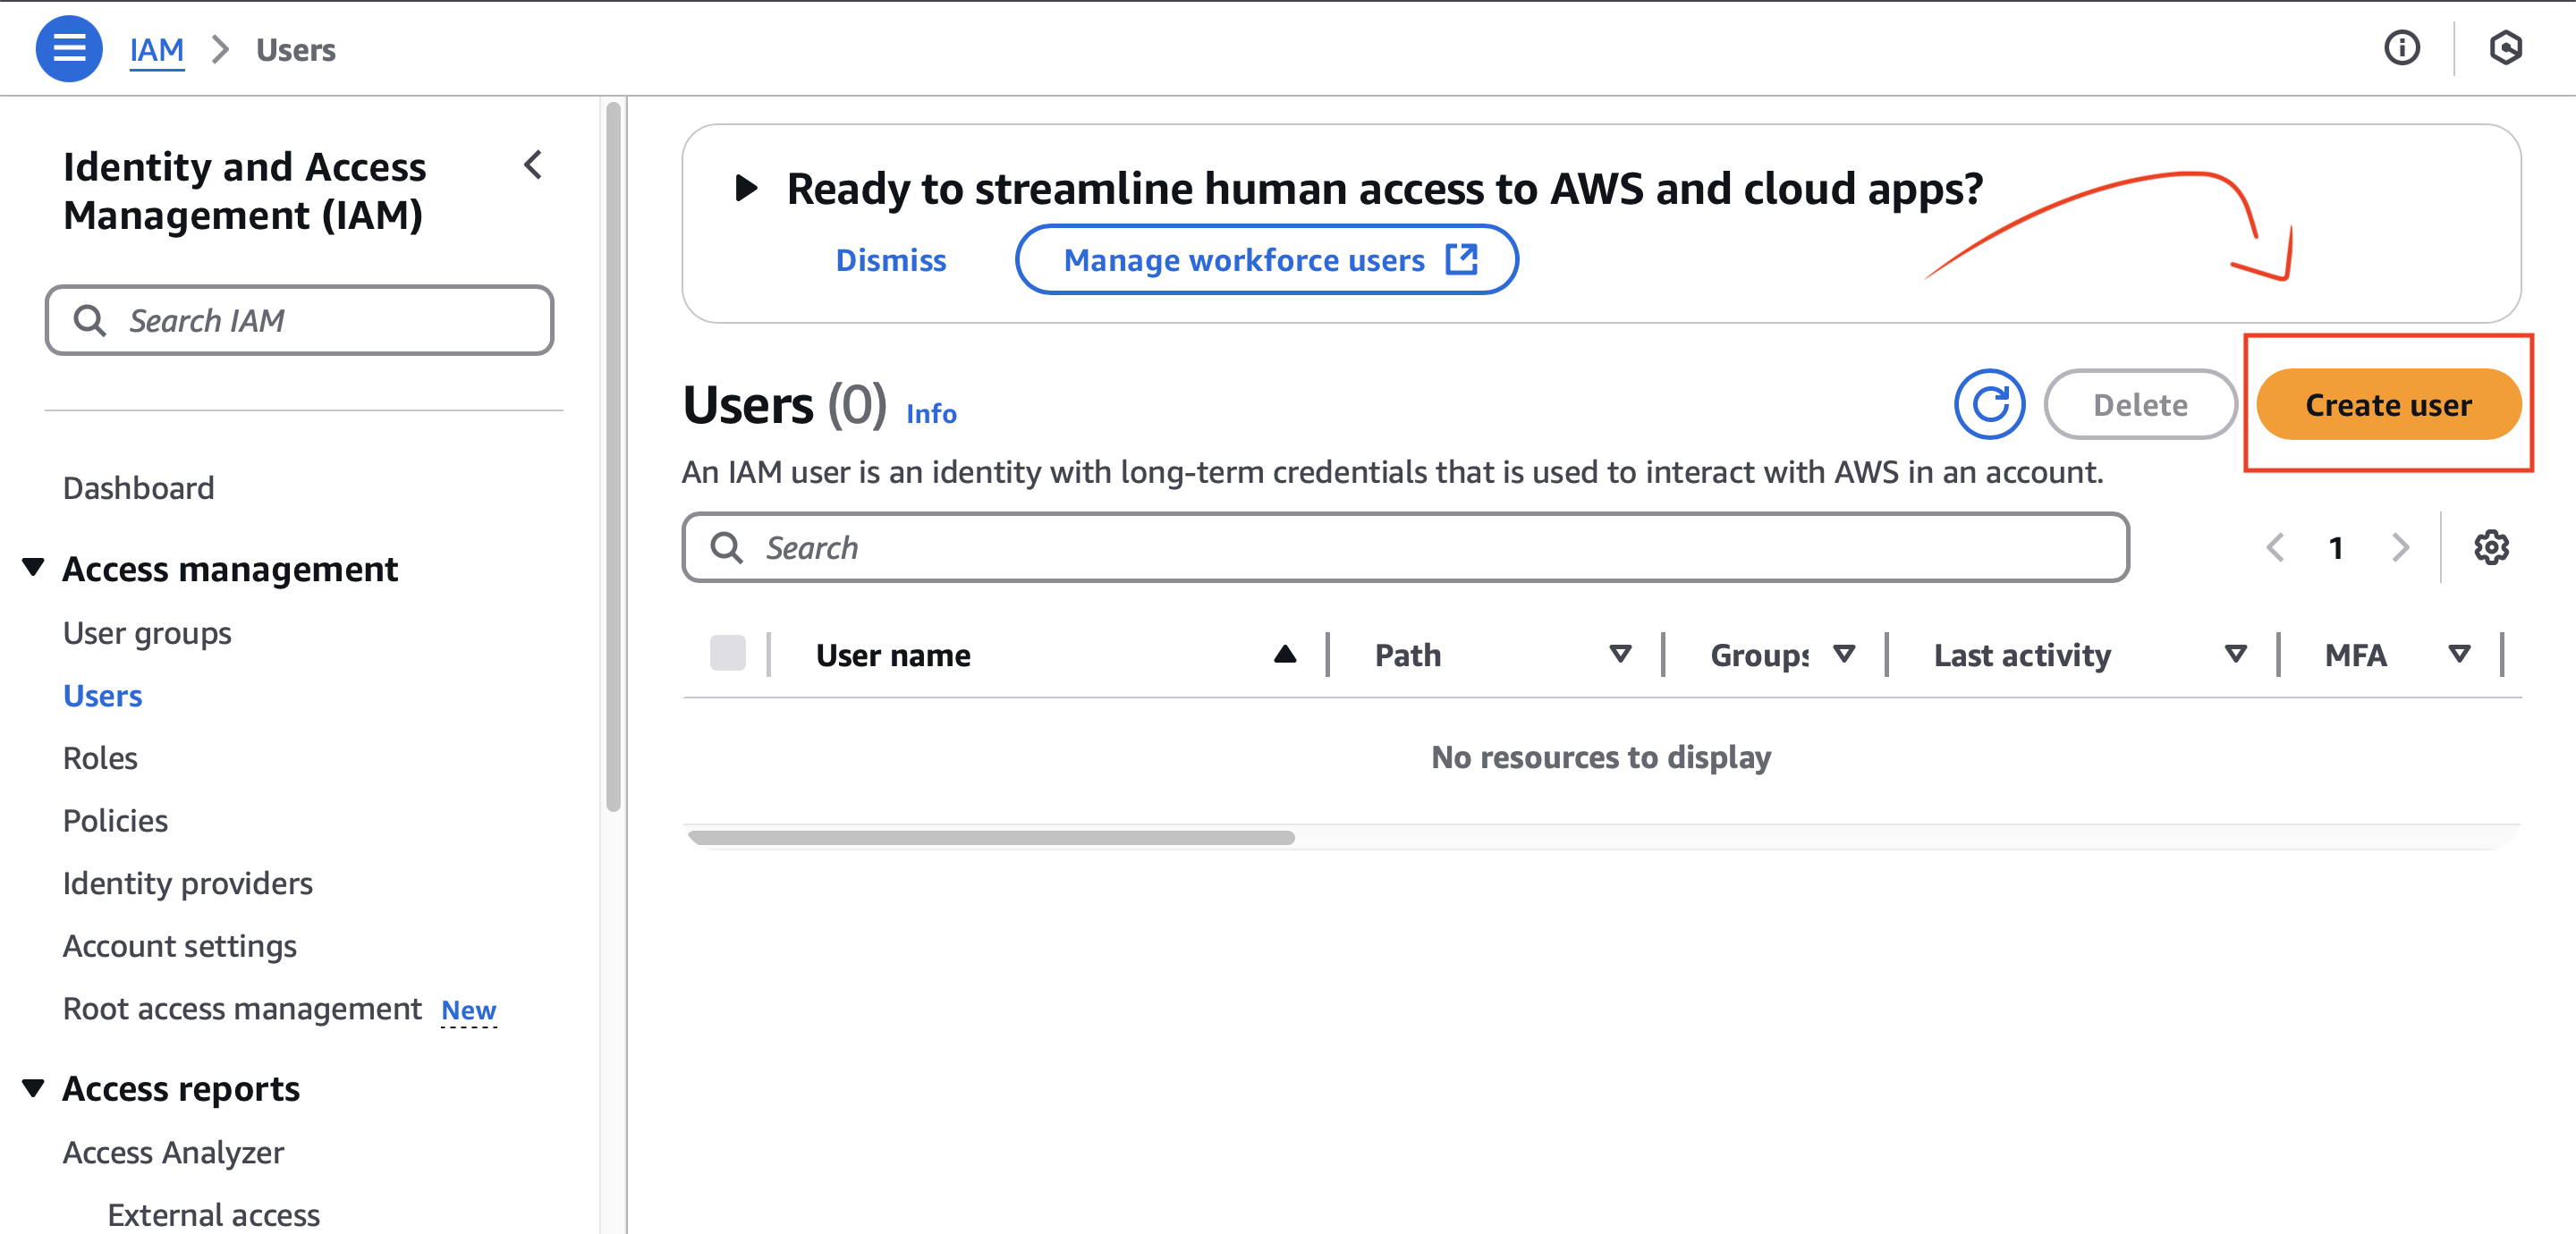 IAM > Users
Identity and Access
Management (IAM)
Search IAM
Dashboard
Access management
User groups
Users
Roles
Policies
Identity providers
Account settings
Root access management New
Access reports
Access Analyzer
External access
Ready to streamline human access to AWS and cloud apps?
Dismiss Manage workforce users
Users (0) Info
Delete Create user
An IAM user is an identity with long-term credentials that is used to interact with AWS in an account.
Search
1
User name Path Groups Last activity MFA
No resources to display